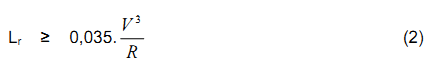 Lᵣ ≥ 0,035. V³/R (2)